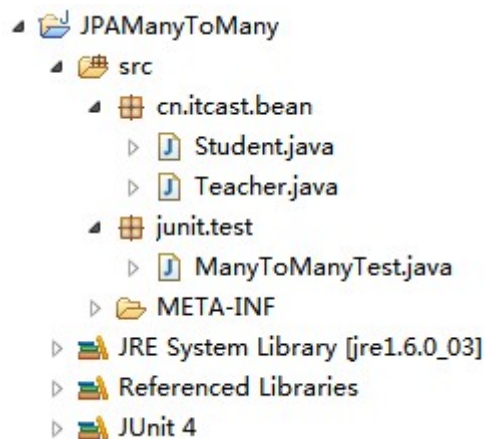 JPAManyToMany
src
cn.itcast.bean
Student.java
Teacher.java
junit.test
ManyToManyTest.java
META-INF
JRE System Library [jre1.6.0_03]
Referenced Libraries
JUnit 4